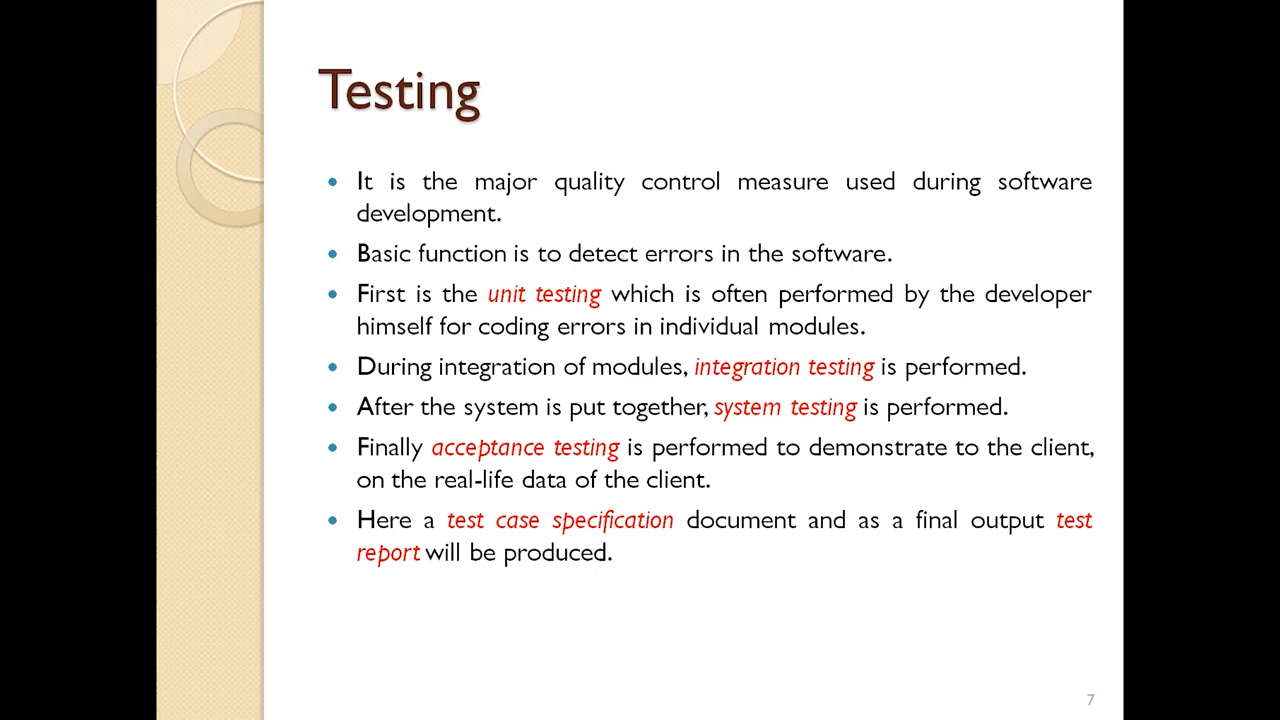 Testing
It is the major quality control measure used during software
development.
Basic function is to detect errors in the software.
First is the unit testing which is often performed by the developer
himself for coding errors in individual modules.
During integration of modules, integration testing is performed.
After the system is put together, system testing is performed.
Finally acceptance testing is performed to demonstrate to the client,
on the real-life data of the client.
Here a test case specification document and as a final output test
report will be produced.
7